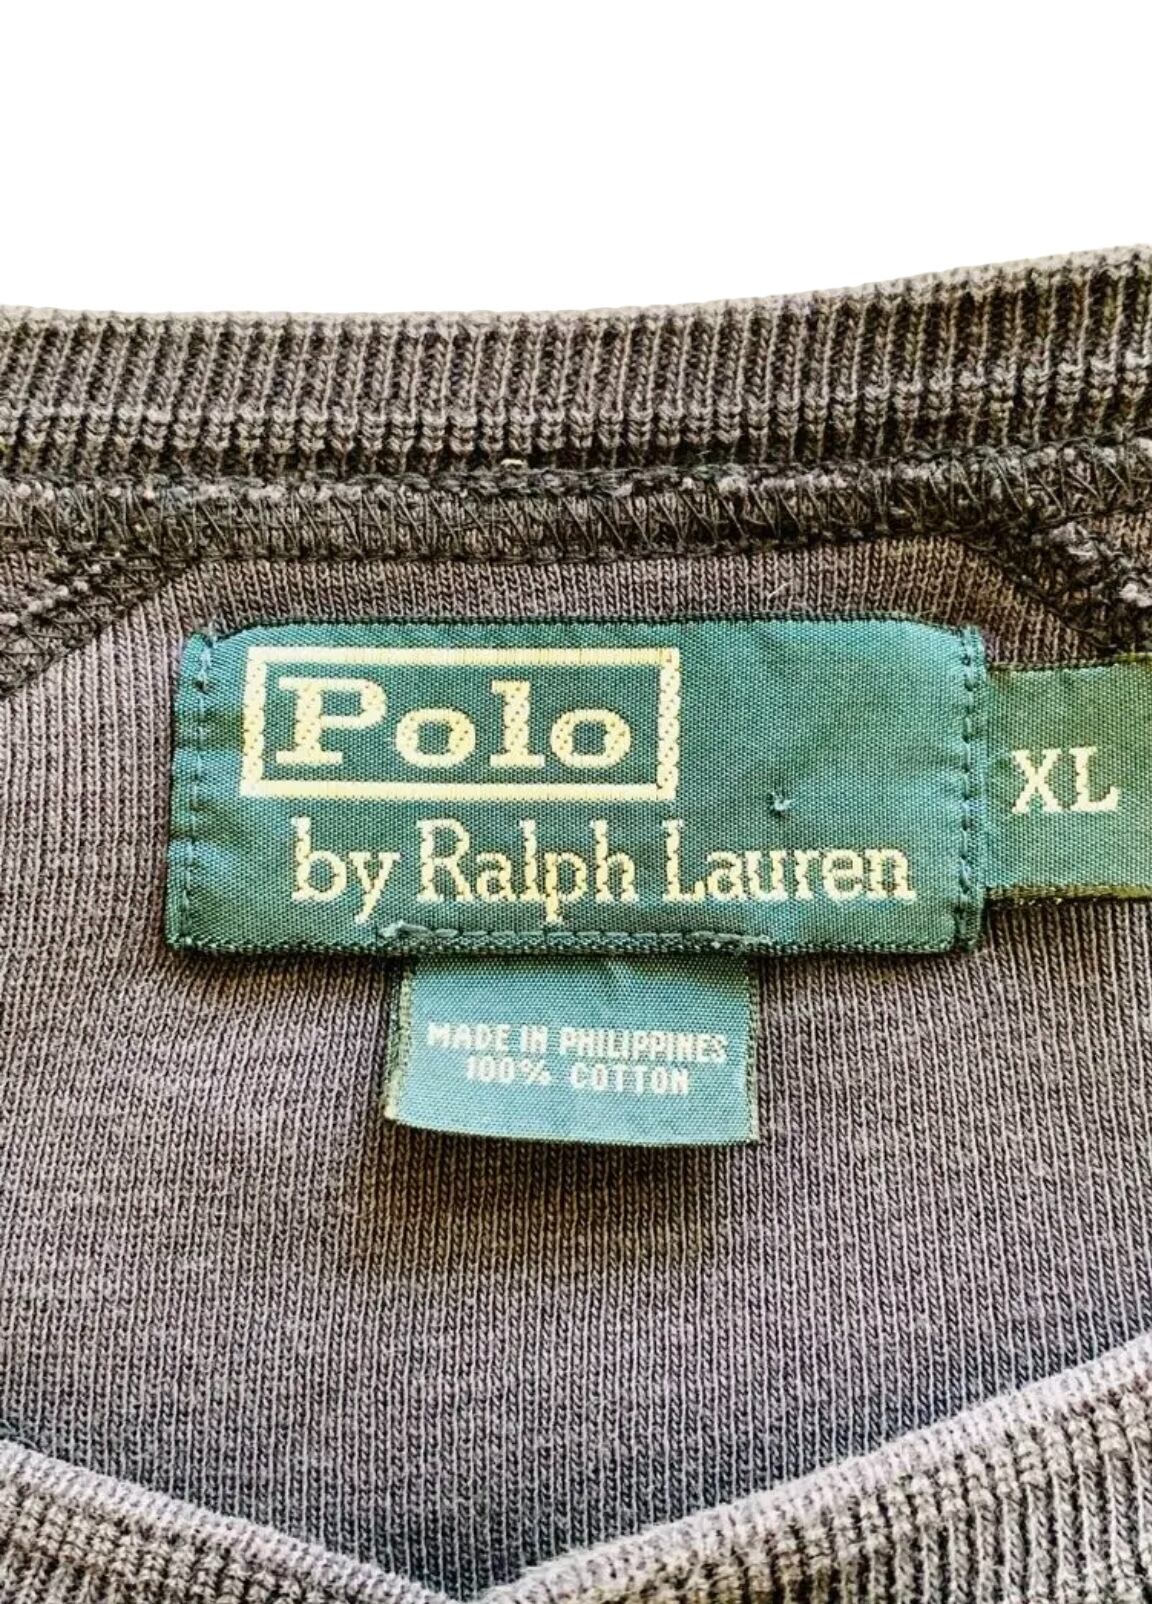 Polo
by Ralph Lauren
XL
MADE IN PHILIPPINES
100% COTTON